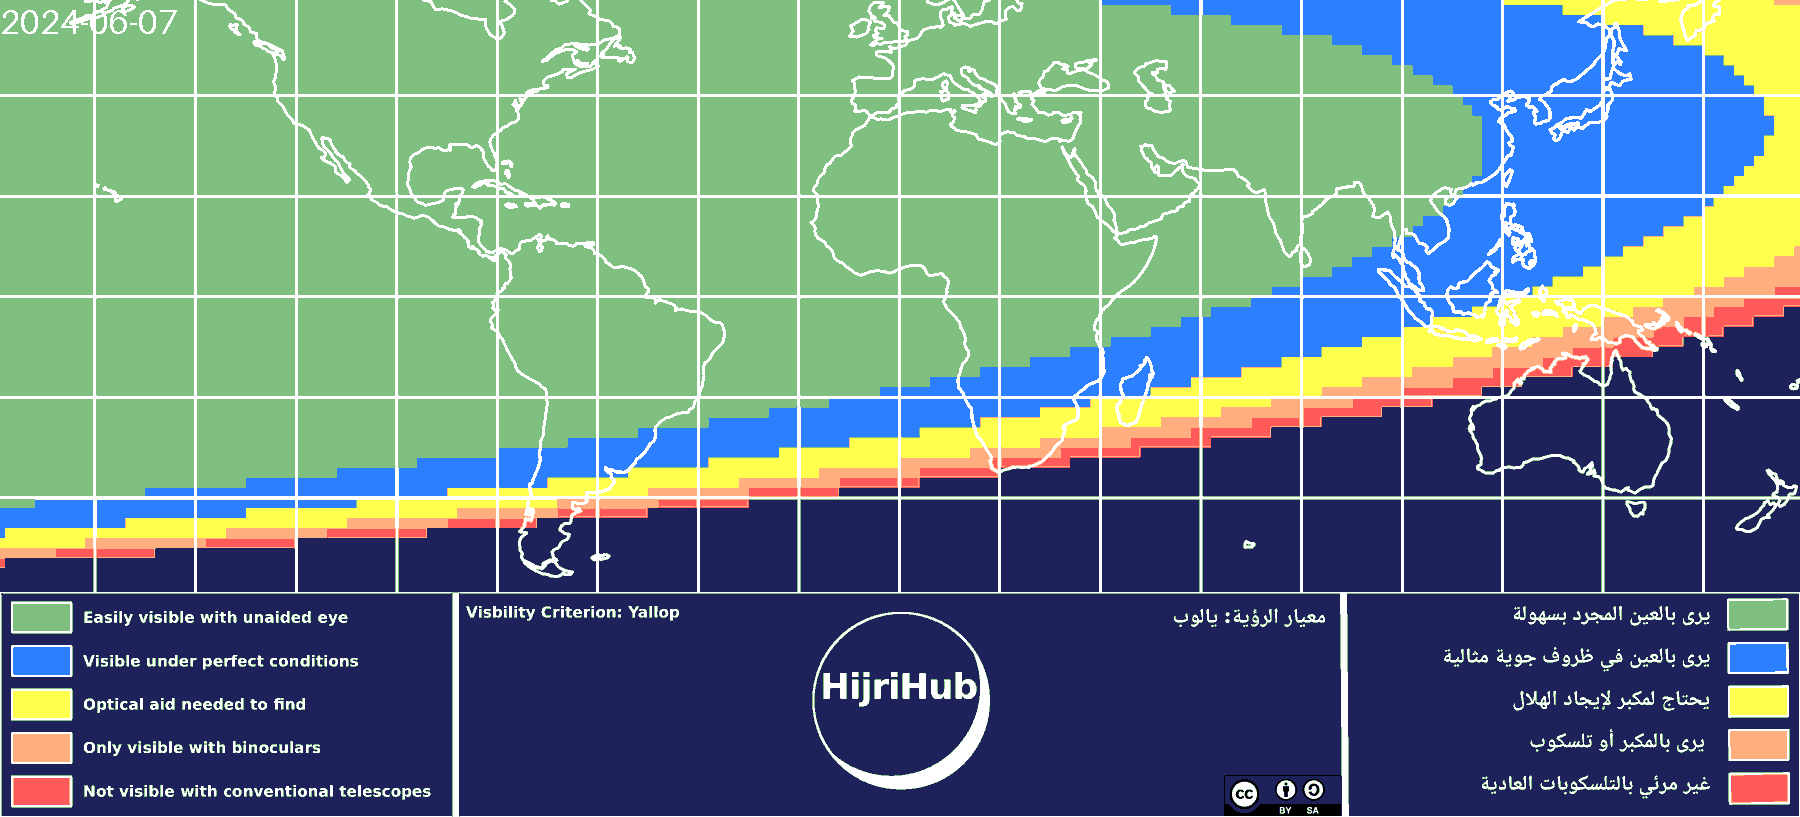 2024-06-07
Easily visible with unaided eye
Visible under perfect conditions
Optical aid needed to find
Only visible with binoculars
Not visible with conventional telescopes
Visbility Criterion: Yallop
معيار الرؤية: يالوب
HijriHub
cc
BY SA
يرى بالعين المجرد بسهولة
يرى بالعين في ظروف جوية مثالية
يحتاج لمكبر لإيجاد الهلال
يرى بالمكبر أو تلسكوب
غير مرئي بالتلسكوبات العادية